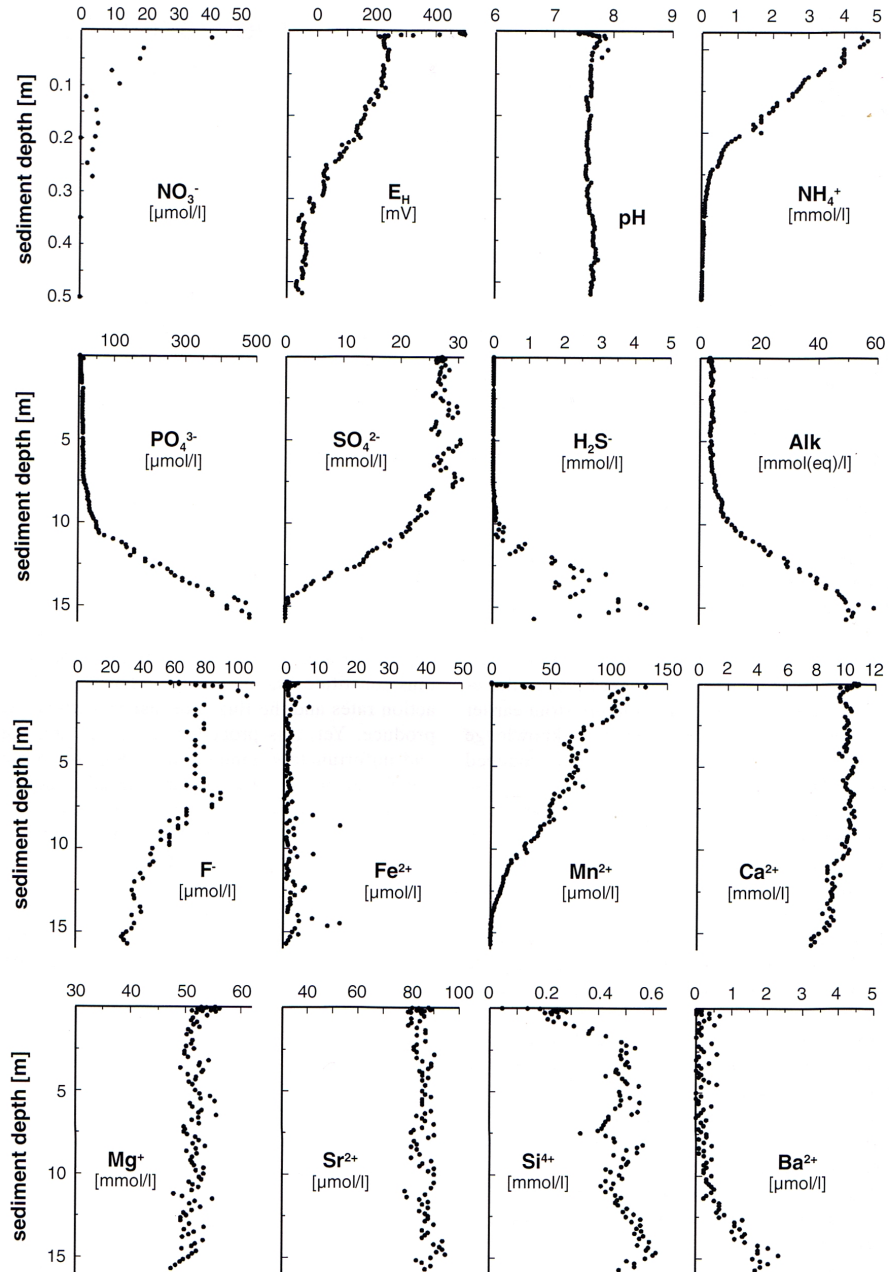 0 10 20 30 40 50
0 200 400
6 7 8 9
0 1 2 3 4 5
sediment depth [m]
0.1
0.2
0.3
0.4
0.5
NO₃⁻
[µmol/l]
E_H
[mV]
pH
NH₄⁺
[mmol/l]
100 300 500
0 10 20 30
0 1 2 3 4 5
0 20 40 60
sediment depth [m]
5
10
15
PO₄³⁻
[µmol/l]
SO₄²⁻
[mmol/l]
H₂S⁻
[mmol/l]
Alk
[mmol(eq)/l]
0 20 40 60 80 100
0 10 20 30 40 50
0 50 100 150
0 2 4 6 8 10 12
sediment depth [m]
5
10
15
F⁻
[µmol/l]
Fe²⁺
[µmol/l]
Mn²⁺
[µmol/l]
Ca²⁺
[mmol/l]
30 40 50 60
40 60 80 100
0 0.2 0.4 0.6
0 1 2 3 4 5
sediment depth [m]
5
10
15
Mg⁺
[mmol/l]
Sr²⁺
[µmol/l]
Si⁴⁺
[mmol/l]
Ba²⁺
[µmol/l]